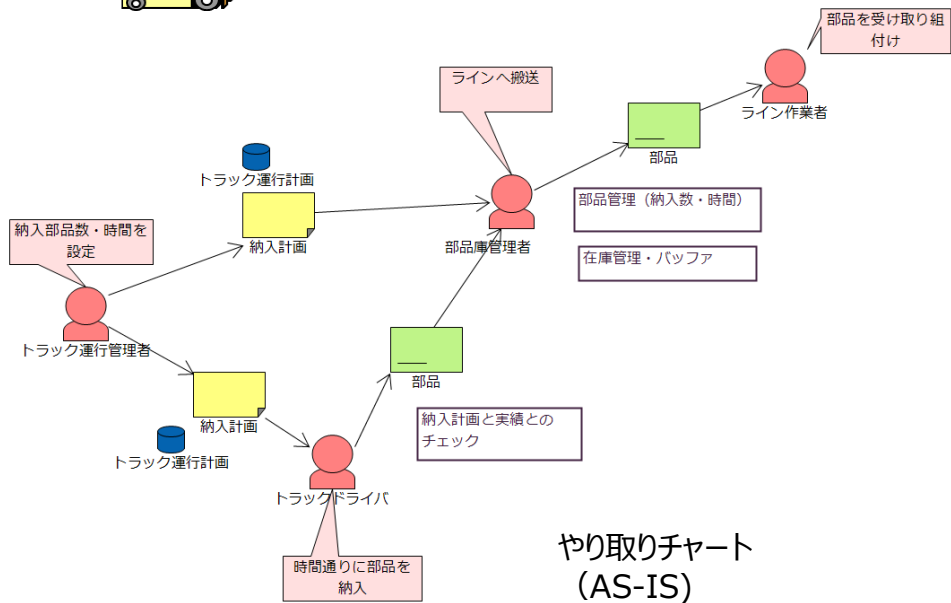 部品を受け取り組
付け
ライン作業者
ラインへ搬送
部品
トラック運行計画
部品管理（納入数・時間）
納入部品数・時間を
設定
納入計画
部品庫管理者
在庫管理・バッファ
トラック運行管理者
部品
納入計画
納入計画と実績との
チェック
トラック運行計画
トラックドライバ
時間通りに部品を
納入
やり取りチャート
（AS-IS)